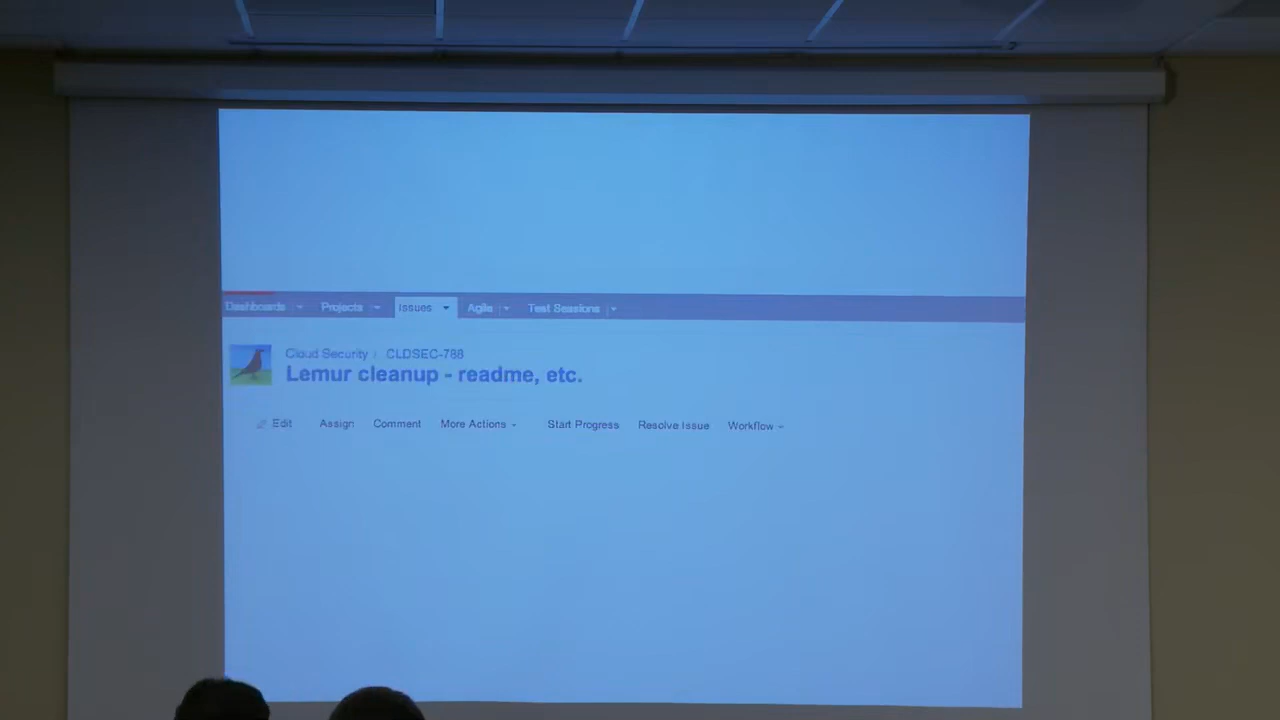 Dashboards Projects Issues Agile Test Sessions
Cloud Security / CLDSEC-788
Lemur cleanup - readme, etc.
Edit Assign Comment More Actions Start Progress Resolve Issue Workflow